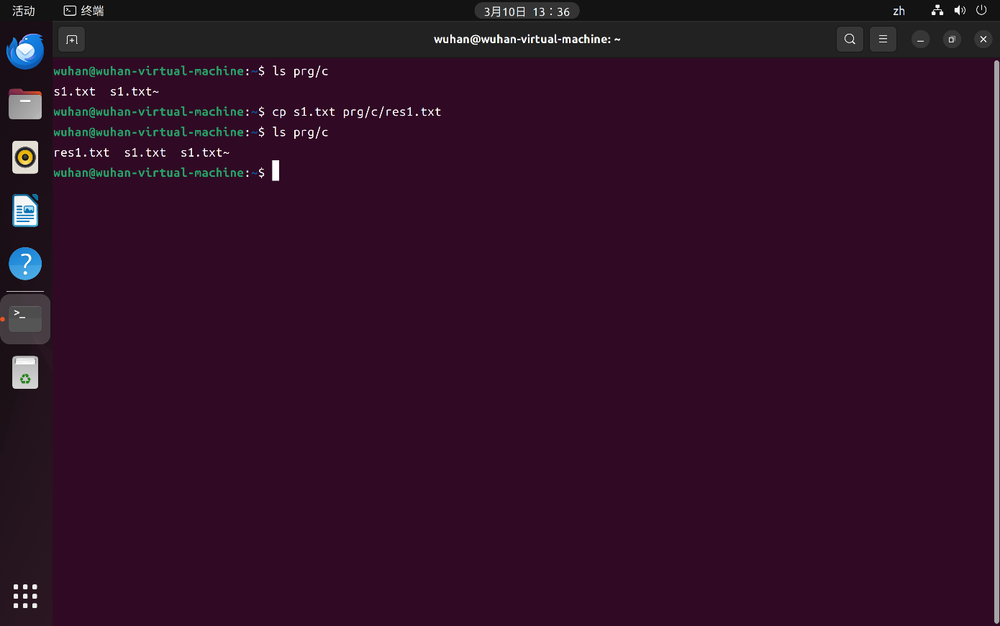 活动 终端 3月10日 13：36 zh
wuhan@wuhan-virtual-machine: ~
wuhan@wuhan-virtual-machine:~$ ls prg/c
s1.txt  s1.txt~
wuhan@wuhan-virtual-machine:~$ cp s1.txt prg/c/res1.txt
wuhan@wuhan-virtual-machine:~$ ls prg/c
res1.txt  s1.txt  s1.txt~
wuhan@wuhan-virtual-machine:~$